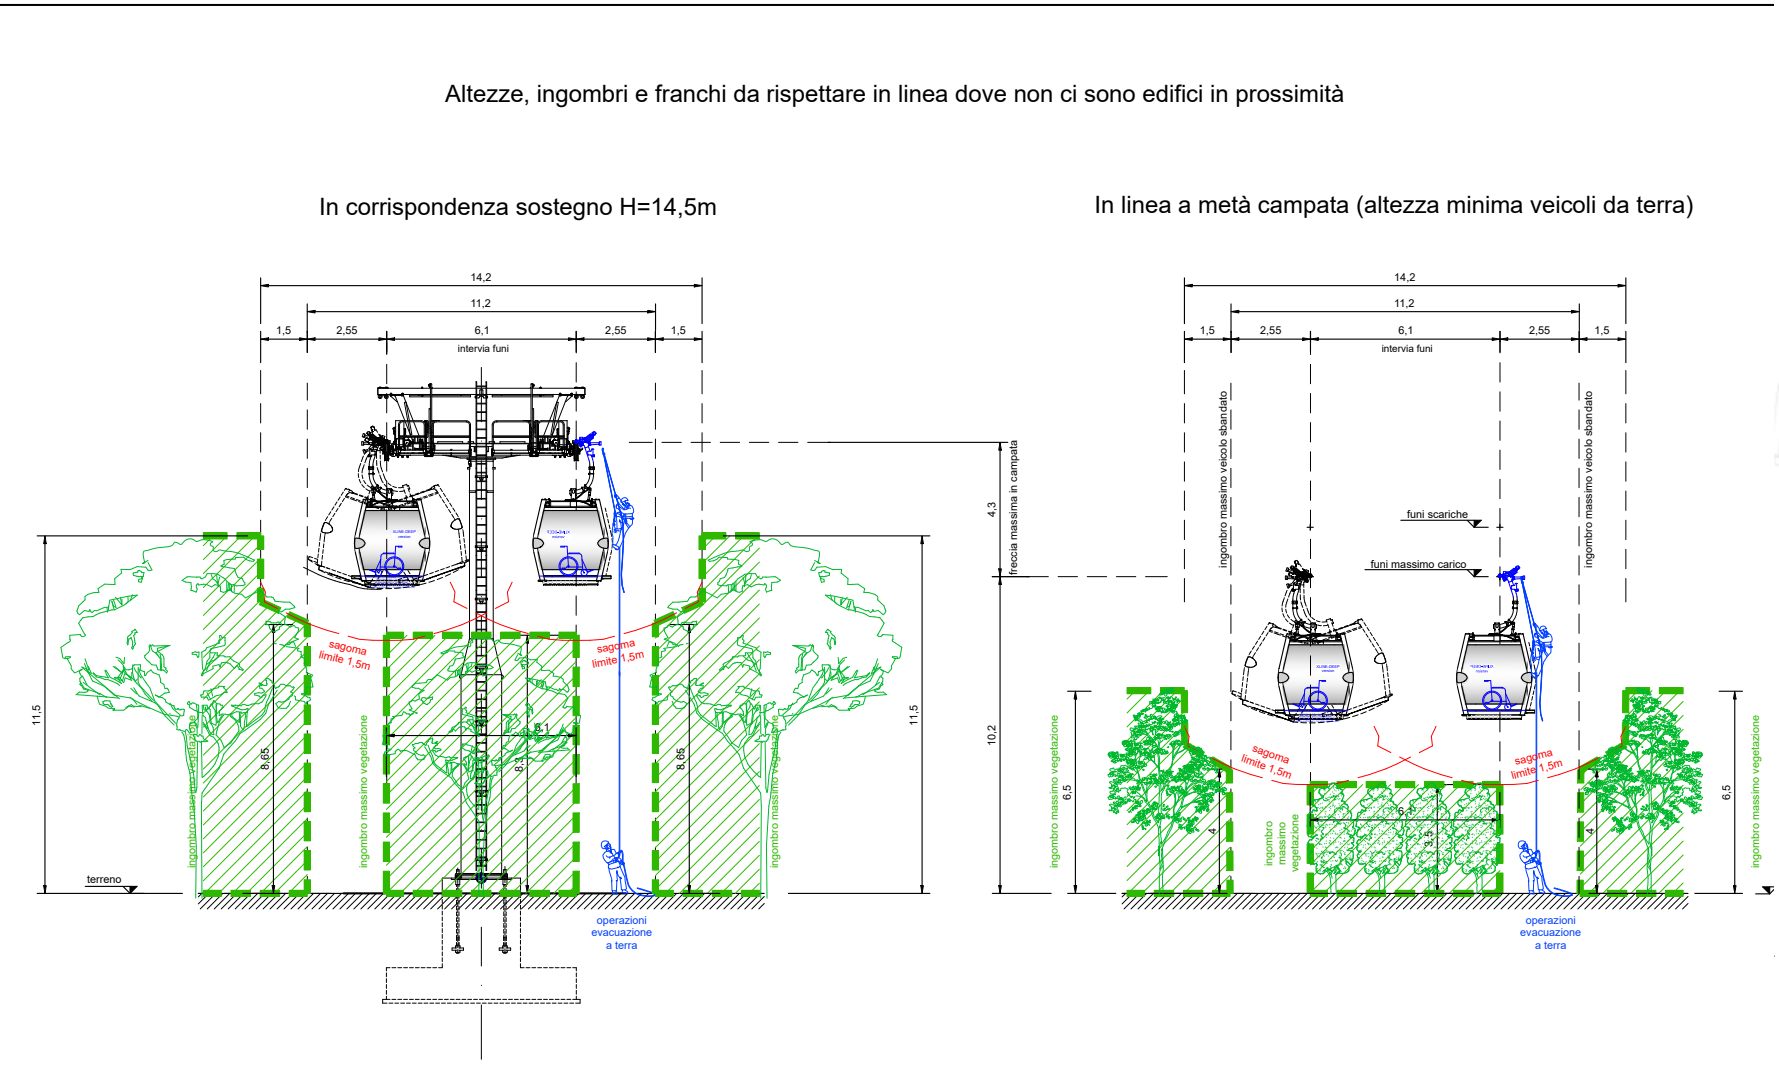 Altezze, ingombri e franchi da rispettare in linea dove non ci sono edifici in prossimità
In corrispondenza sostegno H=14,5m
14,2
11,2
1,5
2,55
6,1
2,55
1,5
intervia funi
sagoma
limite 1,5m
sagoma
limite 1,5m
11,5
8,65
ingombro massimo vegetazione
ingombro massimo vegetazione
6,1
8,3
8,65
ingombro massimo vegetazione
11,5
terreno
operazioni
evacuazione
a terra
4,3
freccia massima in campata
10,2
In linea a metà campata (altezza minima veicoli da terra)
14,2
11,2
1,5
2,55
6,1
2,55
1,5
intervia funi
ingombro massimo veicolo sbandato
ingombro massimo veicolo sbandato
funi scariche
funi massimo carico
sagoma
limite 1,5m
sagoma
limite 1,5m
ingombro massimo vegetazione
6,5
4
ingombro
massimo
vegetazione
3,5
4
6,5
ingombro massimo vegetazione
operazioni
evacuazione
a terra